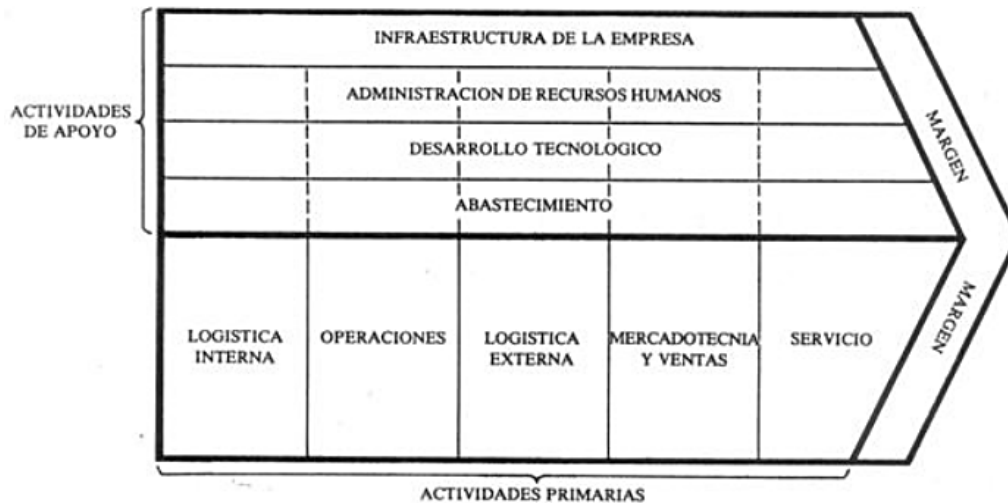 INFRAESTRUCTURA DE LA EMPRESA
ACTIVIDADES
DE APOYO
ADMINISTRACION DE RECURSOS HUMANOS
DESARROLLO TECNOLOGICO
ABASTECIMIENTO
MARGEN
LOGISTICA
INTERNA
OPERACIONES
LOGISTICA
EXTERNA
MERCADOTECNIA
Y VENTAS
SERVICIO
MARGEN
ACTIVIDADES PRIMARIAS